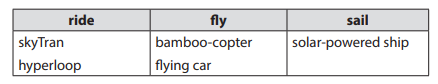 ride fly sail
skyTran bamboo-copter solar-powered ship
hyperloop flying car